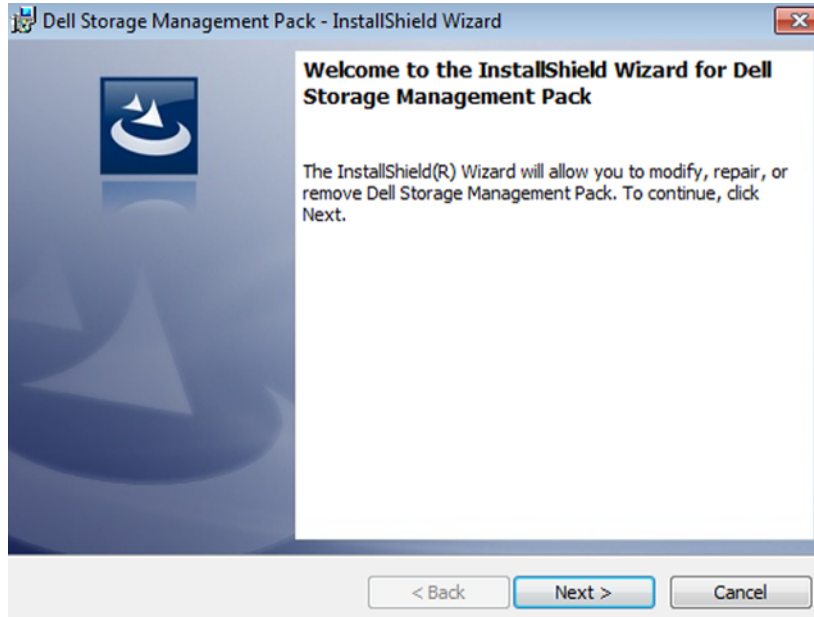 Dell Storage Management Pack - InstallShield Wizard
Welcome to the InstallShield Wizard for Dell
Storage Management Pack
The InstallShield(R) Wizard will allow you to modify, repair, or
remove Dell Storage Management Pack. To continue, click
Next.
< Back
Next >
Cancel